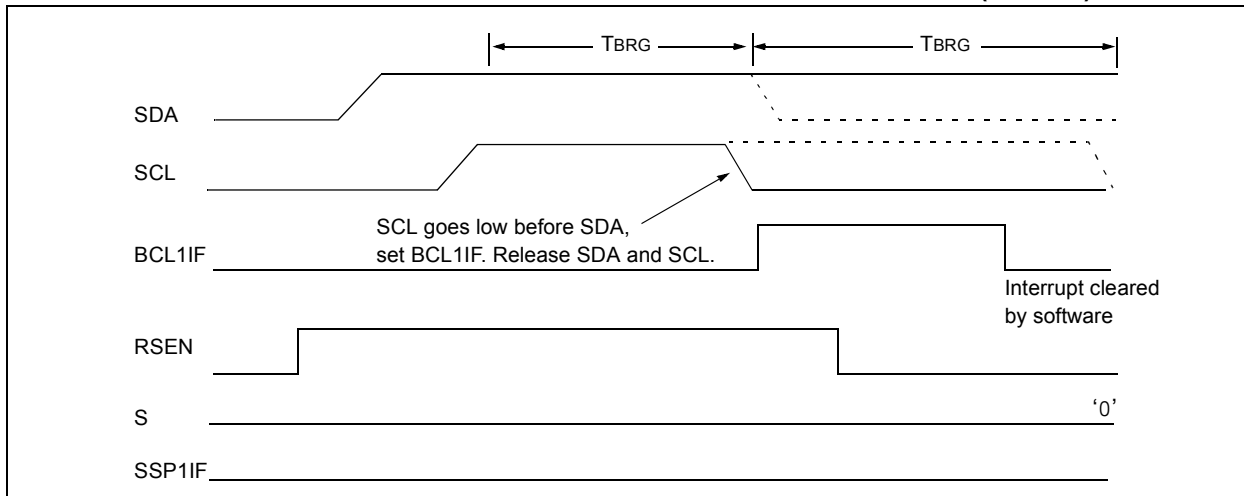 TBRG TBRG
SDA
SCL
SCL goes low before SDA,
set BCL1IF. Release SDA and SCL.
BCL1IF
Interrupt cleared
by software
RSEN
S
‘0’
SSP1IF